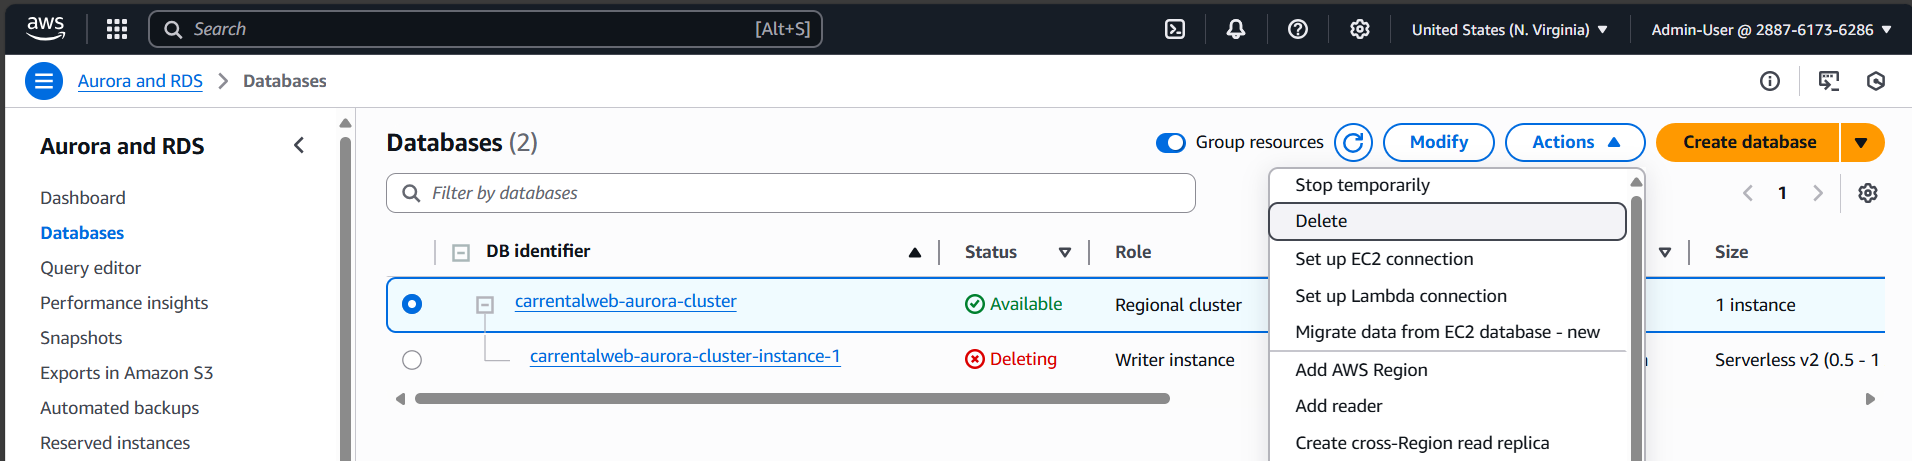 aws
Search
[Alt+S]
United States (N. Virginia)
Admin-User @ 2887-6173-6286
Aurora and RDS
Databases
Aurora and RDS
Dashboard
Databases
Query editor
Performance insights
Snapshots
Exports in Amazon S3
Automated backups
Reserved instances
Databases (2)
Group resources
Modify
Actions
Create database
Filter by databases
1
Stop temporarily
Delete
Set up EC2 connection
Set up Lambda connection
Migrate data from EC2 database - new
Add AWS Region
Add reader
Create cross-Region read replica
DB identifier
Status
Role
Size
carrentalweb-aurora-cluster
Available
Regional cluster
1 instance
carrentalweb-aurora-cluster-instance-1
Deleting
Writer instance
Serverless v2 (0.5 - 1